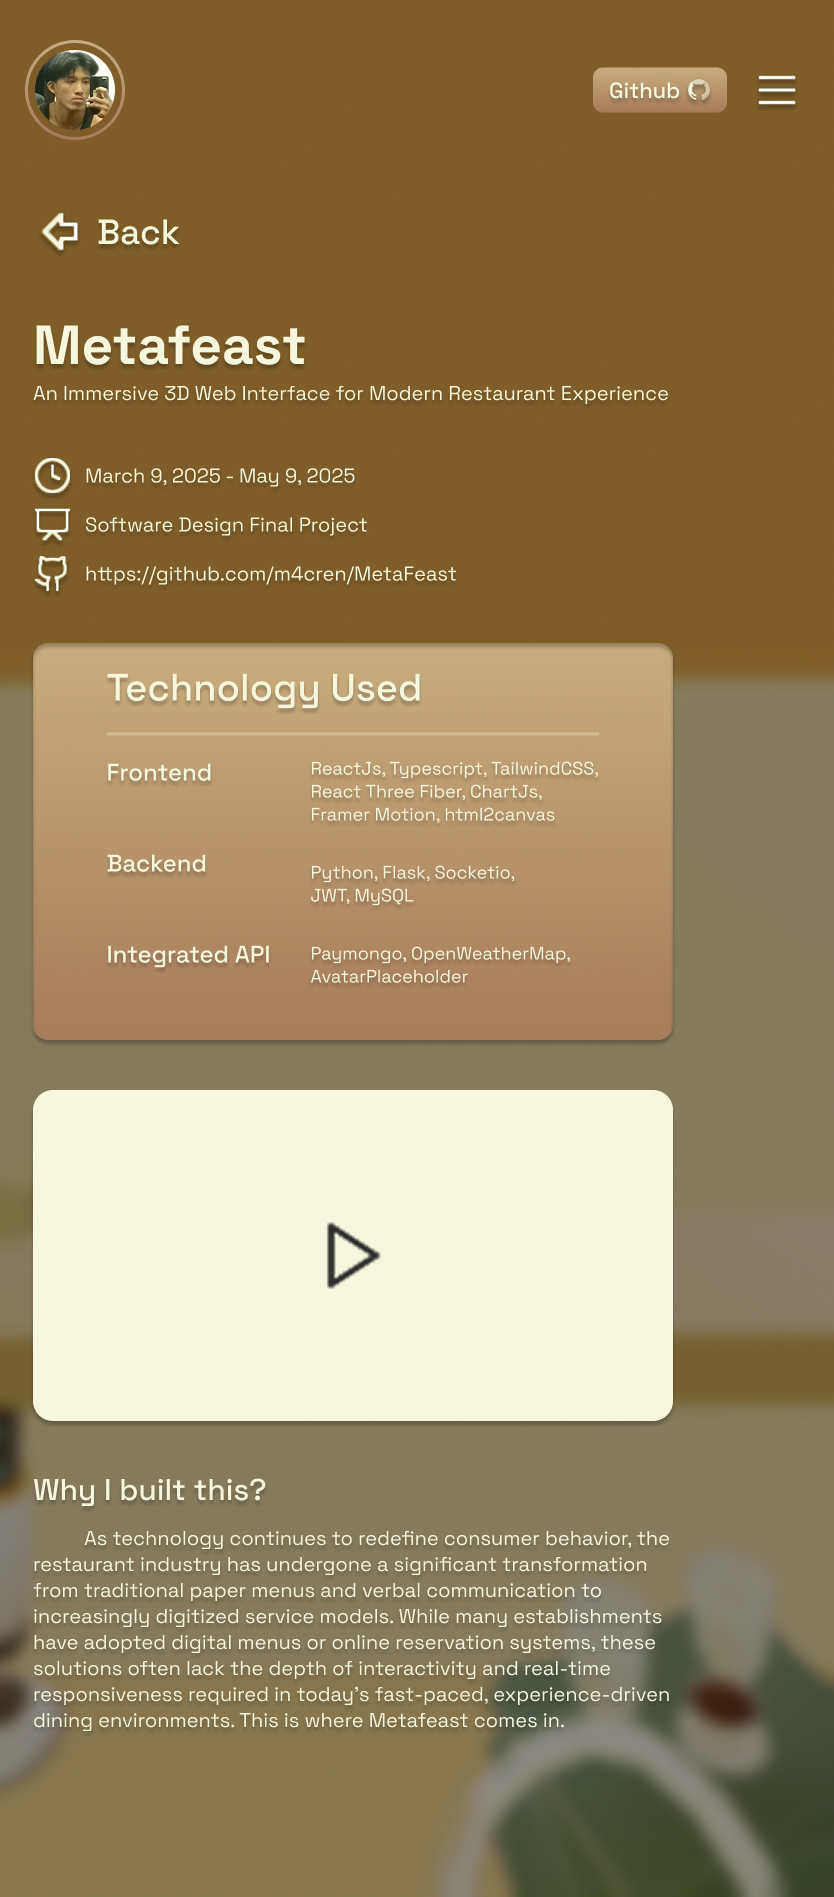 Github
Back
Metafeast
An Immersive 3D Web Interface for Modern Restaurant Experience
March 9, 2025 - May 9, 2025
Software Design Final Project
https://github.com/m4cren/MetaFeast
Technology Used
Frontend
ReactJs, Typescript, TailwindCSS,
React Three Fiber, ChartJs,
Framer Motion, html2canvas
Backend
Python, Flask, Socketio,
JWT, MySQL
Integrated API
Paymongo, OpenWeatherMap,
AvatarPlaceholder
Why I built this?
As technology continues to redefine consumer behavior, the
restaurant industry has undergone a significant transformation
from traditional paper menus and verbal communication to
increasingly digitized service models. While many establishments
have adopted digital menus or online reservation systems, these
solutions often lack the depth of interactivity and real-time
responsiveness required in today's fast-paced, experience-driven
dining environments. This is where Metafeast comes in.